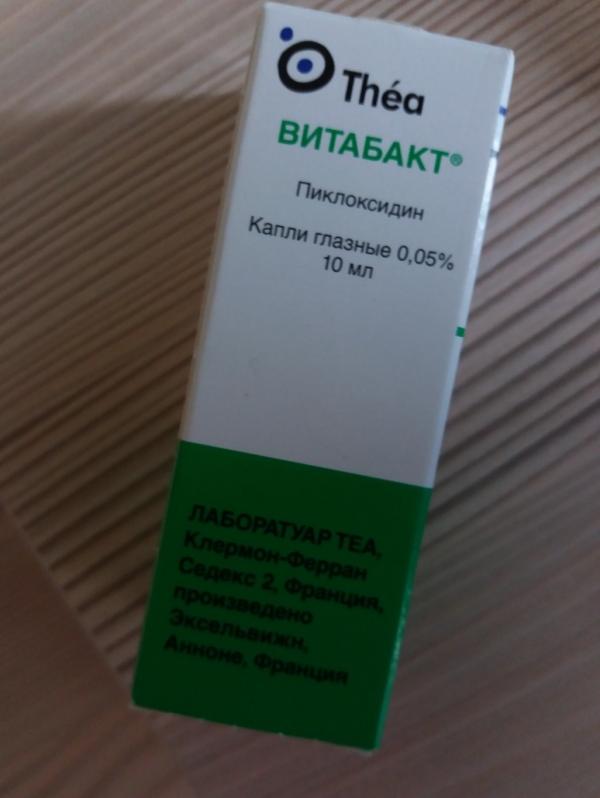 Théa
ВИТАБАКТ®
Пиклоксидин
Капли глазные 0,05%
10 мл
ЛАБОРАТУАР ТЕА,
Клермон-Ферран
Седекс 2, Франция,
произведено
Эксельвижн,
Анноне, Франция